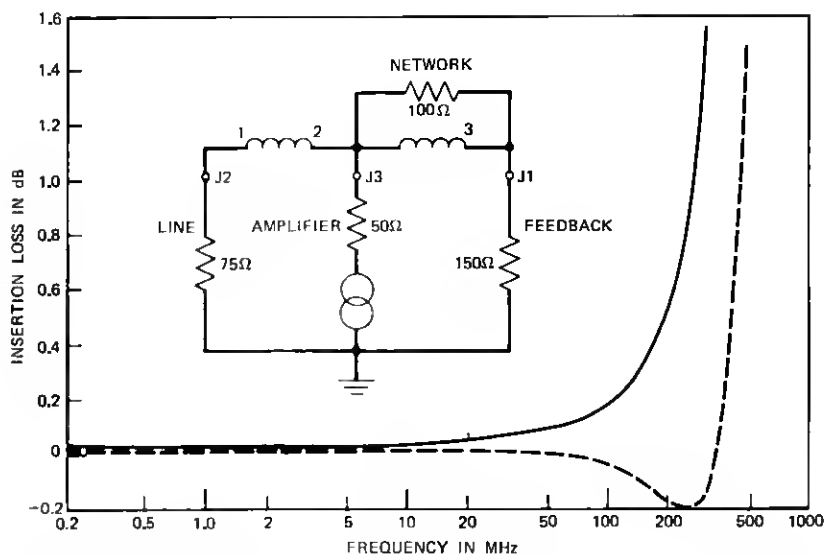 1.6
1.4
1.2
1.0
0.8
0.6
0.4
0.2
0
-0.2
INSERTION LOSS IN dB
NETWORK
100Ω
1 2 3
J2 J3 J1
LINE AMPLIFIER FEEDBACK
75Ω 50Ω 150Ω
0.2 0.5 1.0 2 5 10 20 50 100 200 500 1000
FREQUENCY IN MHz